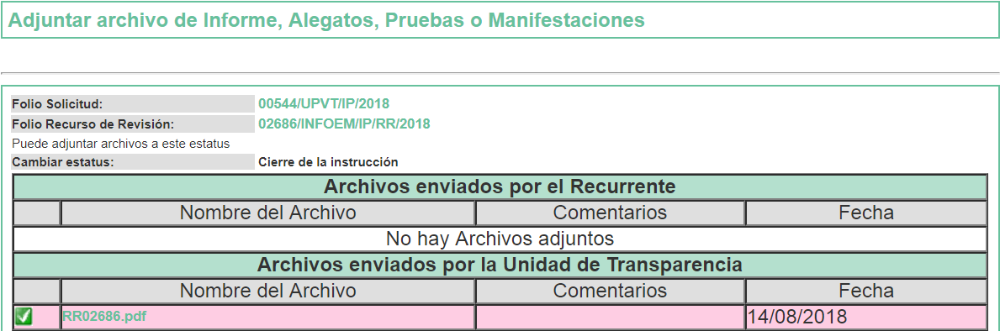 Adjuntar archivo de Informe, Alegatos, Pruebas o Manifestaciones
Folio Solicitud: 00544/UPVT/IP/2018
Folio Recurso de Revisión: 02686/INFOEM/IP/RR/2018
Puede adjuntar archivos a este estatus
Cambiar estatus: Cierre de la instrucción
Archivos enviados por el Recurrente
Nombre del Archivo Comentarios Fecha
No hay Archivos adjuntos
Archivos enviados por la Unidad de Transparencia
Nombre del Archivo Comentarios Fecha
RR02686.pdf 14/08/2018